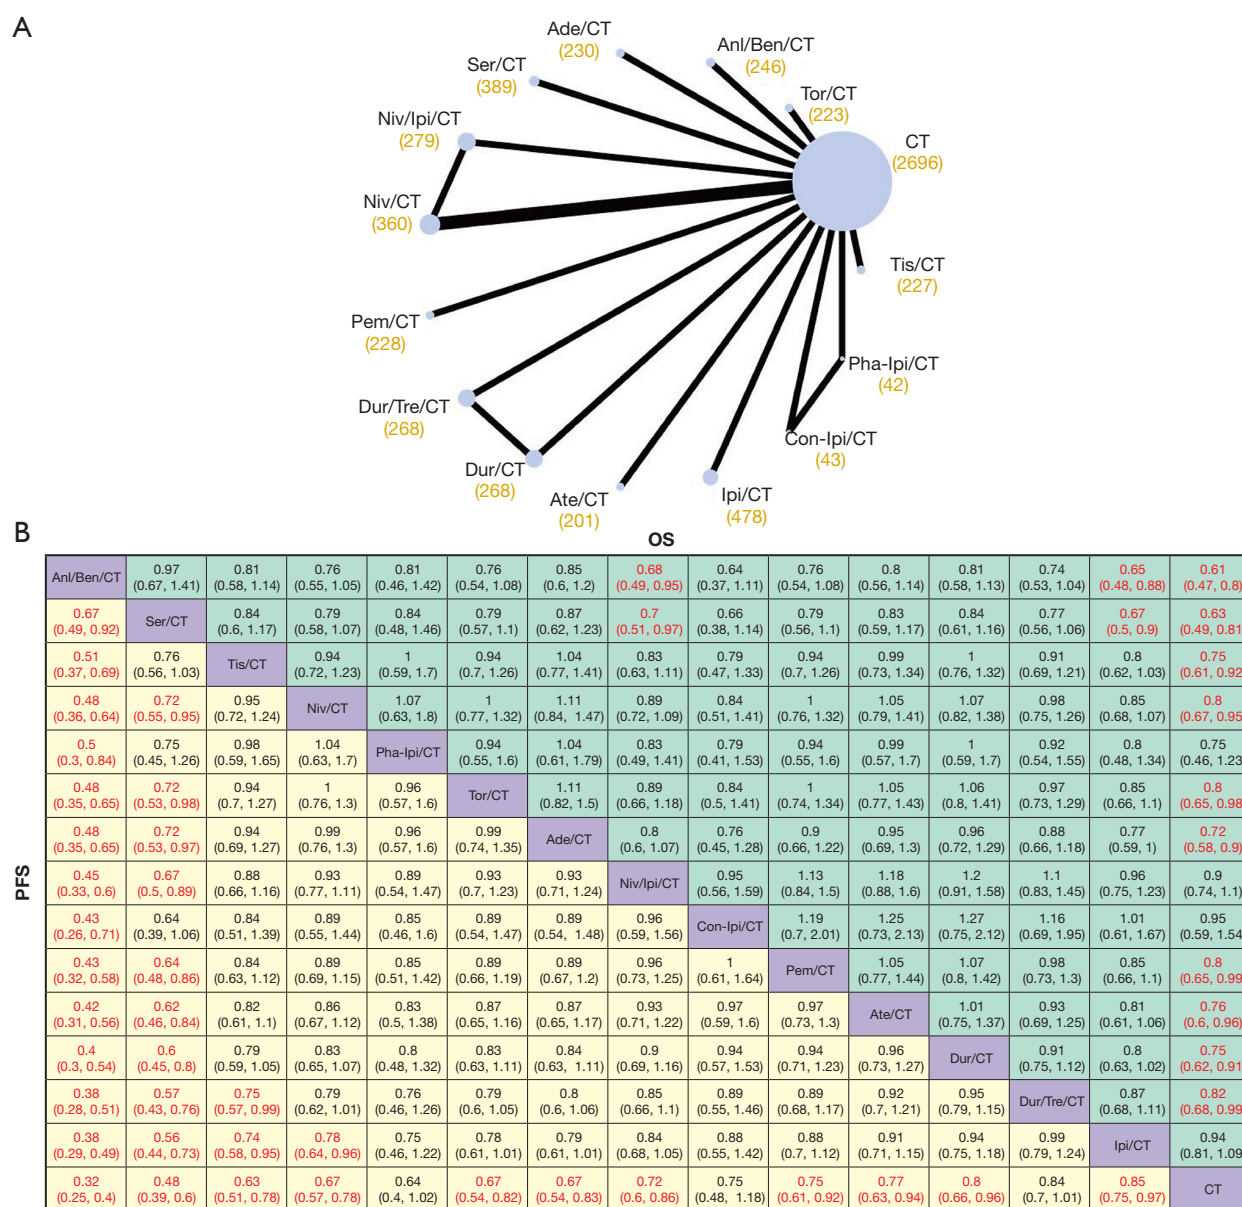 A
Ade/CT
(230)
Anl/Ben/CT
(246)
Ser/CT
(389)
Tor/CT
(223)
Niv/Ipi/CT
(279)
CT
(2696)
Niv/CT
(360)
Tis/CT
(227)
Pem/CT
(228)
Pha-Ipi/CT
(42)
Dur/Tre/CT
(268)
Con-Ipi/CT
(43)
Dur/CT
(268)
Ate/CT
(201)
Ipi/CT
(478)
B
OS
PFS
Anl/Ben/CT 0.97 0.81 0.76 0.81 0.76 0.85 0.68 0.64 0.76 0.8 0.81 0.74 0.65 0.61
(0.67, 1.41) (0.58, 1.14) (0.55, 1.05) (0.46, 1.42) (0.54, 1.08) (0.6, 1.2) (0.49, 0.95) (0.37, 1.11) (0.54, 1.08) (0.56, 1.14) (0.58, 1.13) (0.53, 1.04) (0.48, 0.88) (0.47, 0.8)
0.67 Ser/CT 0.84 0.79 0.84 0.79 0.87 0.7 0.66 0.79 0.83 0.84 0.77 0.67 0.63
(0.49, 0.92) (0.6, 1.17) (0.58, 1.07) (0.48, 1.46) (0.57, 1.1) (0.62, 1.23) (0.51, 0.97) (0.38, 1.14) (0.56, 1.1) (0.59, 1.17) (0.61, 1.16) (0.56, 1.06) (0.5, 0.9) (0.49, 0.81
0.51 0.76 Tis/CT 0.94 1 0.94 1.04 0.83 0.79 0.94 0.99 1 0.91 0.8 0.75
(0.37, 0.69) (0.56, 1.03) (0.72, 1.23) (0.59, 1.7) (0.7, 1.26) (0.77, 1.41) (0.63, 1.11) (0.47, 1.33) (0.7, 1.26) (0.73, 1.34) (0.76, 1.32) (0.69, 1.21) (0.62, 1.03) (0.61, 0.92
0.48 0.72 0.95 Niv/CT 1.07 1 1.11 0.89 0.84 1 1.05 1.07 0.98 0.85 0.8
(0.36, 0.64) (0.55, 0.95) (0.72, 1.24) (0.63, 1.8) (0.77, 1.32) (0.84, 1.47) (0.72, 1.09) (0.51, 1.41) (0.76, 1.32) (0.79, 1.41) (0.82, 1.38) (0.75, 1.26) (0.68, 1.07) (0.67, 0.95
0.5 0.75 0.98 1.04 Pha-Ipi/CT 0.94 1.04 0.83 0.79 0.94 0.99 1 0.92 0.8 0.75
(0.3, 0.84) (0.45, 1.26) (0.59, 1.65) (0.63, 1.7) (0.55, 1.6) (0.61, 1.79) (0.49, 1.41) (0.41, 1.53) (0.55, 1.6) (0.57, 1.7) (0.59, 1.7) (0.54, 1.55) (0.48, 1.34) (0.46, 1.23
0.48 0.72 0.94 1 0.96 Tor/CT 1.11 0.89 0.84 1 1.05 1.06 0.97 0.85 0.8
(0.35, 0.65) (0.53, 0.98) (0.7, 1.27) (0.76, 1.3) (0.57, 1.6) (0.82, 1.5) (0.66, 1.18) (0.5, 1.41) (0.74, 1.34) (0.77, 1.43) (0.8, 1.41) (0.73, 1.29) (0.66, 1.1) (0.65, 0.98
0.48 0.72 0.94 0.99 0.96 0.99 Ade/CT 0.8 0.76 0.9 0.95 0.96 0.88 0.77 0.72
(0.35, 0.65) (0.53, 0.97) (0.69, 1.27) (0.76, 1.3) (0.57, 1.6) (0.74, 1.35) (0.6, 1.07) (0.45, 1.28) (0.66, 1.22) (0.69, 1.3) (0.72, 1.29) (0.66, 1.18) (0.59, 1) (0.58, 0.9)
0.45 0.67 0.88 0.93 0.89 0.93 0.93 Niv/Ipi/CT 0.95 1.13 1.18 1.2 1.1 0.96 0.9
(0.33, 0.6) (0.5, 0.89) (0.66, 1.16) (0.77, 1.11) (0.54, 1.47) (0.7, 1.23) (0.71, 1.24) (0.56, 1.59) (0.84, 1.5) (0.88, 1.6) (0.91, 1.58) (0.83, 1.45) (0.75, 1.23) (0.74, 1.1)
0.43 0.64 0.84 0.89 0.85 0.89 0.89 0.96 Con-Ipi/CT 1.19 1.25 1.27 1.16 1.01 0.95
(0.26, 0.71) (0.39, 1.06) (0.51, 1.39) (0.55, 1.44) (0.46, 1.6) (0.54, 1.47) (0.54, 1.48) (0.59, 1.56) (0.7, 2.01) (0.73, 2.13) (0.75, 2.12) (0.69, 1.95) (0.61, 1.67) (0.59, 1.54
0.43 0.64 0.84 0.89 0.85 0.89 0.89 0.96 1 Pem/CT 1.05 1.07 0.98 0.85 0.8
(0.32, 0.58) (0.48, 0.86) (0.63, 1.12) (0.69, 1.15) (0.51, 1.42) (0.66, 1.19) (0.67, 1.2) (0.73, 1.25) (0.61, 1.64) (0.77, 1.44) (0.8, 1.42) (0.73, 1.3) (0.66, 1.1) (0.65, 0.99
0.42 0.62 0.82 0.86 0.83 0.87 0.87 0.93 0.97 0.97 Ate/CT 1.01 0.93 0.81 0.76
(0.31, 0.56) (0.46, 0.84) (0.61, 1.1) (0.67, 1.12) (0.5, 1.38) (0.65, 1.16) (0.65, 1.17) (0.71, 1.22) (0.59, 1.6) (0.73, 1.3) (0.75, 1.37) (0.69, 1.25) (0.61, 1.06) (0.6, 0.96)
0.4 0.6 0.79 0.83 0.8 0.83 0.84 0.9 0.94 0.94 0.96 Dur/CT 0.91 0.8 0.75
(0.3, 0.54) (0.45, 0.8) (0.59, 1.05) (0.65, 1.07) (0.48, 1.32) (0.63, 1.11) (0.63, 1.11) (0.69, 1.16) (0.57, 1.53) (0.71, 1.23) (0.73, 1.27) (0.75, 1.12) (0.63, 1.02) (0.62, 0.91
0.38 0.57 0.75 0.79 0.76 0.79 0.8 0.85 0.89 0.89 0.92 0.95 Dur/Tre/CT 0.87 0.82
(0.28, 0.51) (0.43, 0.76) (0.57, 0.99) (0.62, 1.01) (0.46, 1.26) (0.6, 1.05) (0.6, 1.06) (0.66, 1.1) (0.55, 1.46) (0.68, 1.17) (0.7, 1.21) (0.79, 1.15) (0.68, 1.11) (0.68, 0.99
0.38 0.56 0.74 0.78 0.75 0.78 0.79 0.84 0.88 0.88 0.91 0.94 0.99 Ipi/CT 0.94
(0.29, 0.49) (0.44, 0.73) (0.58, 0.95) (0.64, 0.96) (0.46, 1.22) (0.61, 1.01) (0.61, 1.01) (0.68, 1.05) (0.55, 1.42) (0.7, 1.12) (0.71, 1.15) (0.75, 1.18) (0.79, 1.24) (0.81, 1.09
0.32 0.48 0.63 0.67 0.64 0.67 0.67 0.72 0.75 0.75 0.77 0.8 0.84 0.85 CT
(0.25, 0.4) (0.39, 0.6) (0.51, 0.78) (0.57, 0.78) (0.4, 1.02) (0.54, 0.82) (0.54, 0.83) (0.6, 0.86) (0.48, 1.18) (0.61, 0.92) (0.63, 0.94) (0.66, 0.96) (0.7, 1.01) (0.75, 0.97)